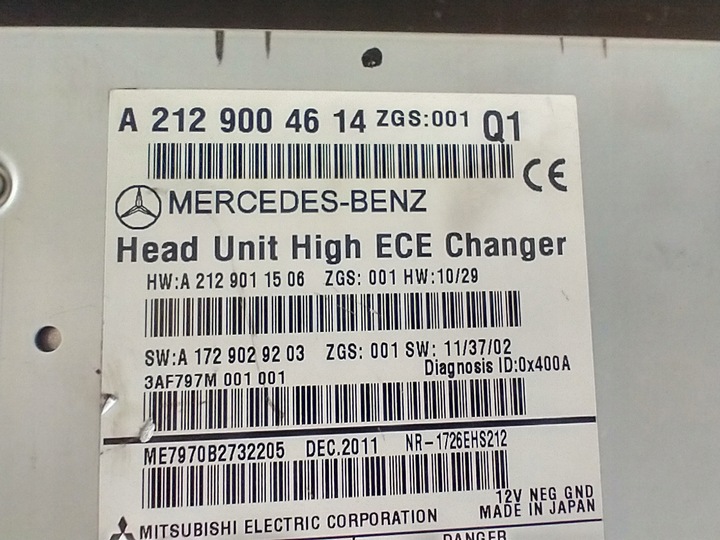 A 212 900 46 14 ZGS:001 Q1
CE
MERCEDES-BENZ
Head Unit High ECE Changer
HW:A 212 901 15 06 ZGS: 001 HW:10/29
SW:A 172 902 92 03 ZGS: 001 SW: 11/37/02
3AF797M 001 001 Diagnosis ID:0x400A
ME7970B2732205 DEC.2011 NR-1726EHS212
12V NEG GND
MITSUBISHI ELECTRIC CORPORATION MADE IN JAPAN
DANGER